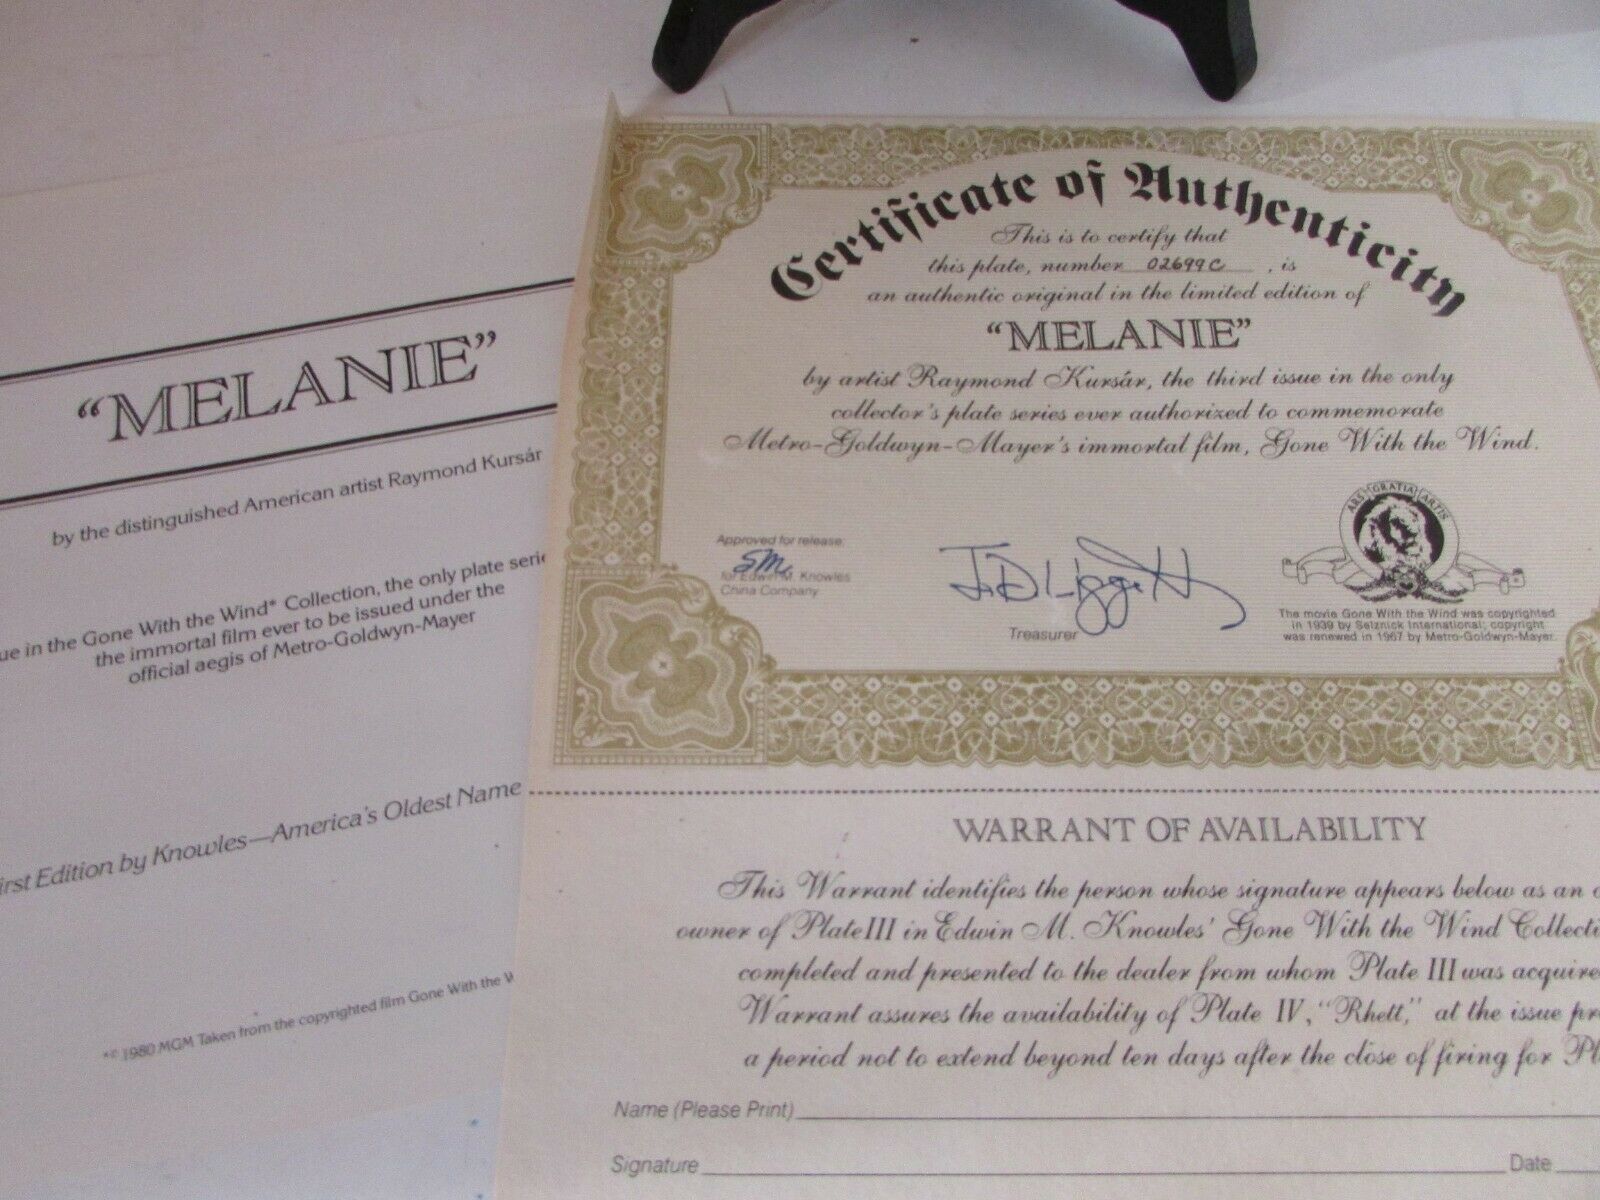 "MELANIE"
by the distinguished American artist Raymond Kursár
ue in the Gone With the Wind* Collection, the only plate serie
the immortal film ever to be issued under the
official aegis of Metro-Goldwyn-Mayer
irst Edition by Knowles—America's Oldest Name
*© 1980 MGM Taken from the copyrighted film Gone With the W
Certificate of Authenticity
This is to certify that
this plate, number 02699C, is
an authentic original in the limited edition of
"MELANIE"
by artist Raymond Kursár, the third issue in the only
collector's plate series ever authorized to commemorate
Metro-Goldwyn-Mayer's immortal film, Gone With the Wind.
Approved for release:
SM
for Edwin M. Knowles
China Company
J.D Liggett
Treasurer
ARS GRATIA ARTIS
The movie Gone With the Wind was copyrighted
in 1939 by Selznick International; copyright
was renewed in 1967 by Metro-Goldwyn-Mayer.
WARRANT OF AVAILABILITY
This Warrant identifies the person whose signature appears below as an o
owner of Plate III in Edwin M. Knowles' Gone With the Wind Collecti
completed and presented to the dealer from whom Plate III was acquire
Warrant assures the availability of Plate IV, "Rhett," at the issue pr
a period not to extend beyond ten days after the close of firing for Pl
Name (Please Print)
Signature Date